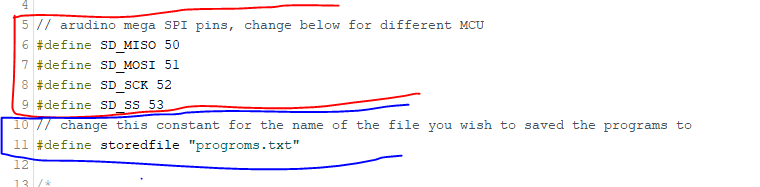 4
5 // arudino mega SPI pins, change below for different MCU
6 #define SD_MISO 50
7 #define SD_MOSI 51
8 #define SD_SCK 52
9 #define SD_SS 53
10 // change this constant for the name of the file you wish to saved the programs to
11 #define storedfile "progroms.txt"
12
13 /*